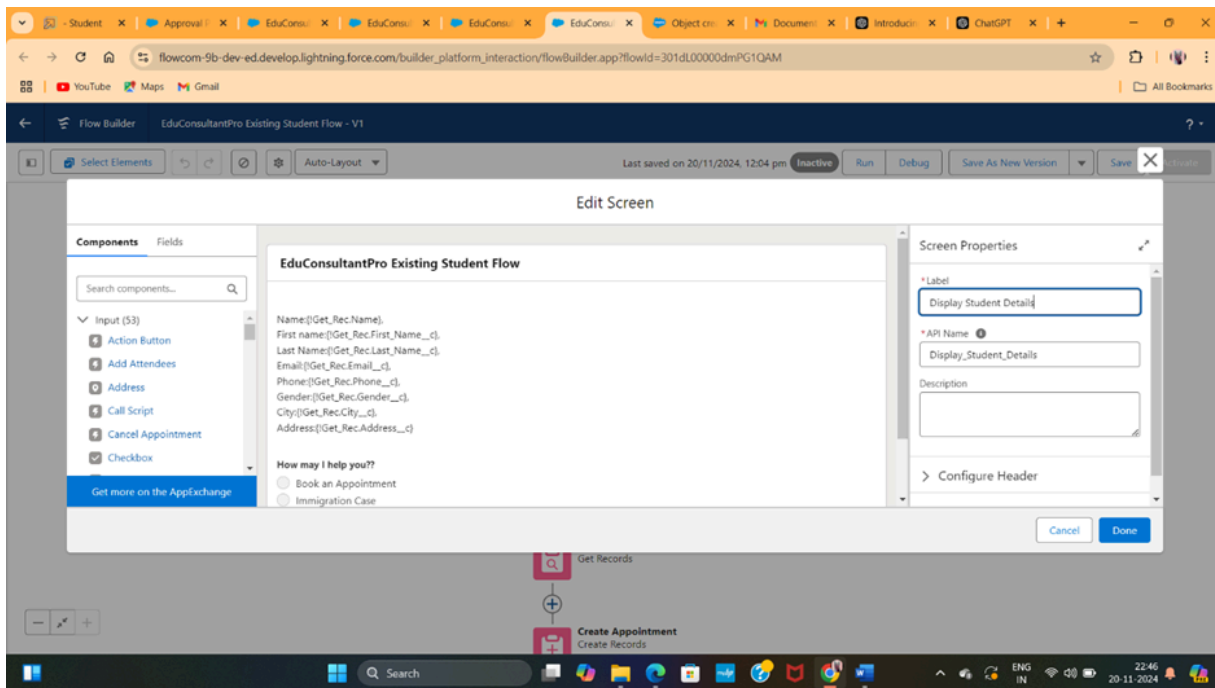 - Student
Approval P
EduConsul
EduConsul
EduConsul
EduConsul
Object cre
Document
Introducin
ChatGPT
flowcom-9b-dev-ed.develop.lightning.force.com/builder_platform_interaction/flowBuilder.app?flowId=301dL00000dmPG1QAM
YouTube
Maps
Gmail
All Bookmarks
Flow Builder
EduConsultantPro Existing Student Flow - V1
?
Select Elements
Auto-Layout
Last saved on 20/11/2024, 12:04 pm
Inactive
Run
Debug
Save As New Version
Save
Edit Screen
Components
Fields
Search components...
Input (53)
Action Button
Add Attendees
Address
Call Script
Cancel Appointment
Checkbox
Get more on the AppExchange
EduConsultantPro Existing Student Flow
Name:{!Get_Rec.Name},
First name:{!Get_Rec.First_Name__c},
Last Name:{!Get_Rec.Last_Name__c},
Email:{!Get_Rec.Email__c},
Phone:{!Get_Rec.Phone__c},
Gender:{!Get_Rec.Gender__c},
City:{!Get_Rec.City__c},
Address:{!Get_Rec.Address__c}
How may I help you??
Book an Appointment
Immigration Case
Screen Properties
*Label
Display Student Details
*API Name
Display_Student_Details
Description
Configure Header
Cancel
Done
Get Records
Create Appointment
Create Records
Search
ENG
IN
22:46
20-11-2024